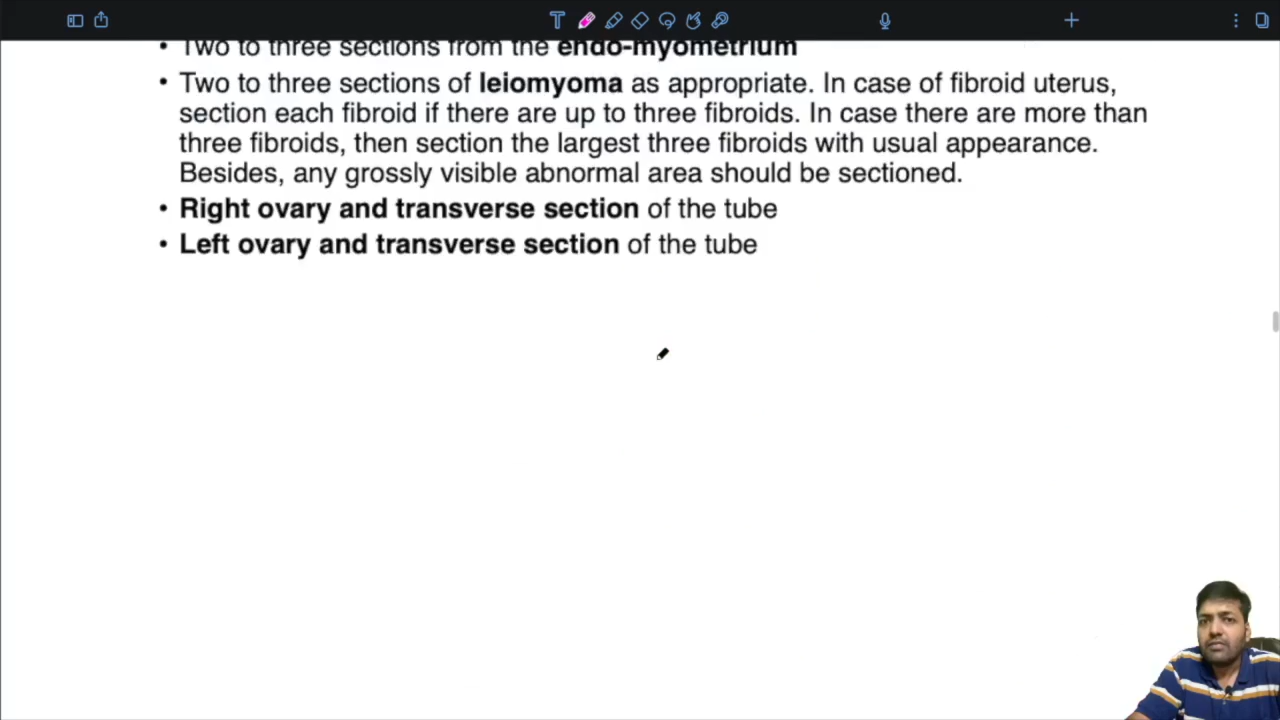 • Two to three sections from the endo-myometrium
• Two to three sections of leiomyoma as appropriate. In case of fibroid uterus,
section each fibroid if there are up to three fibroids. In case there are more than
three fibroids, then section the largest three fibroids with usual appearance.
Besides, any grossly visible abnormal area should be sectioned.
• Right ovary and transverse section of the tube
• Left ovary and transverse section of the tube